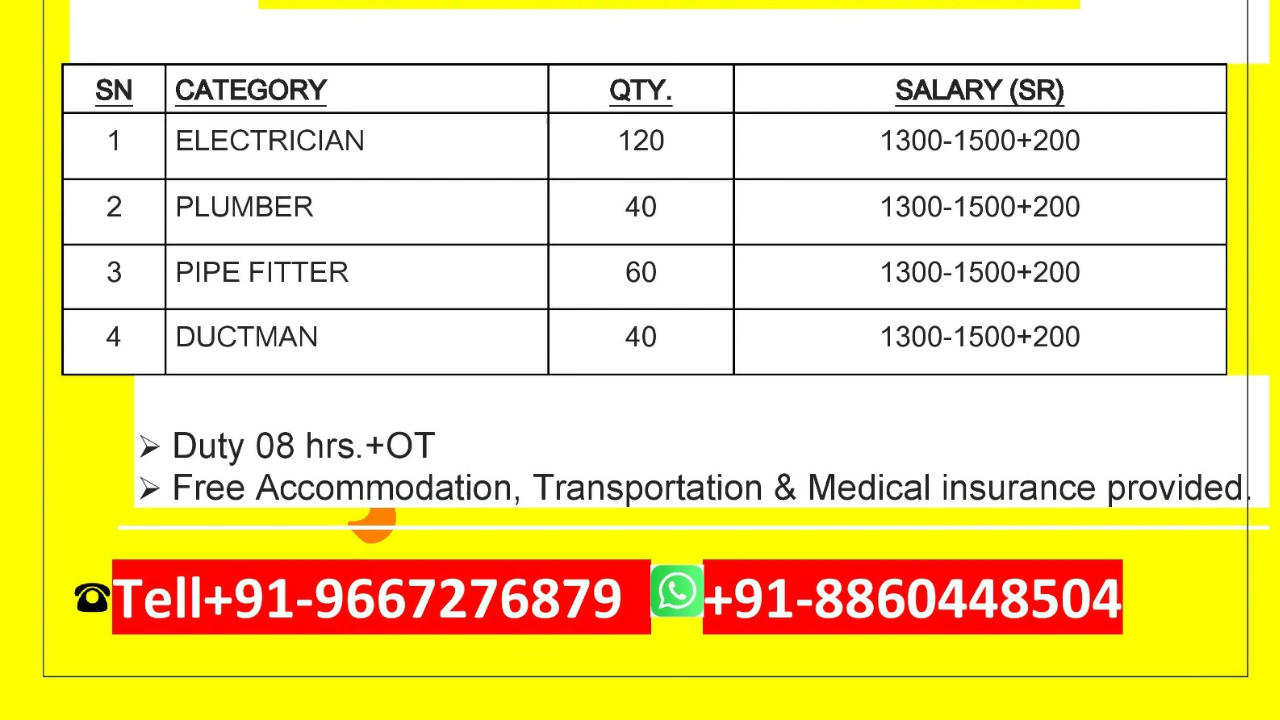 SN CATEGORY QTY. SALARY (SR)
1 ELECTRICIAN 120 1300-1500+200
2 PLUMBER 40 1300-1500+200
3 PIPE FITTER 60 1300-1500+200
4 DUCTMAN 40 1300-1500+200
➢ Duty 08 hrs.+OT
➢ Free Accommodation, Transportation & Medical insurance provided.
☎Tell+91-9667276879 +91-8860448504